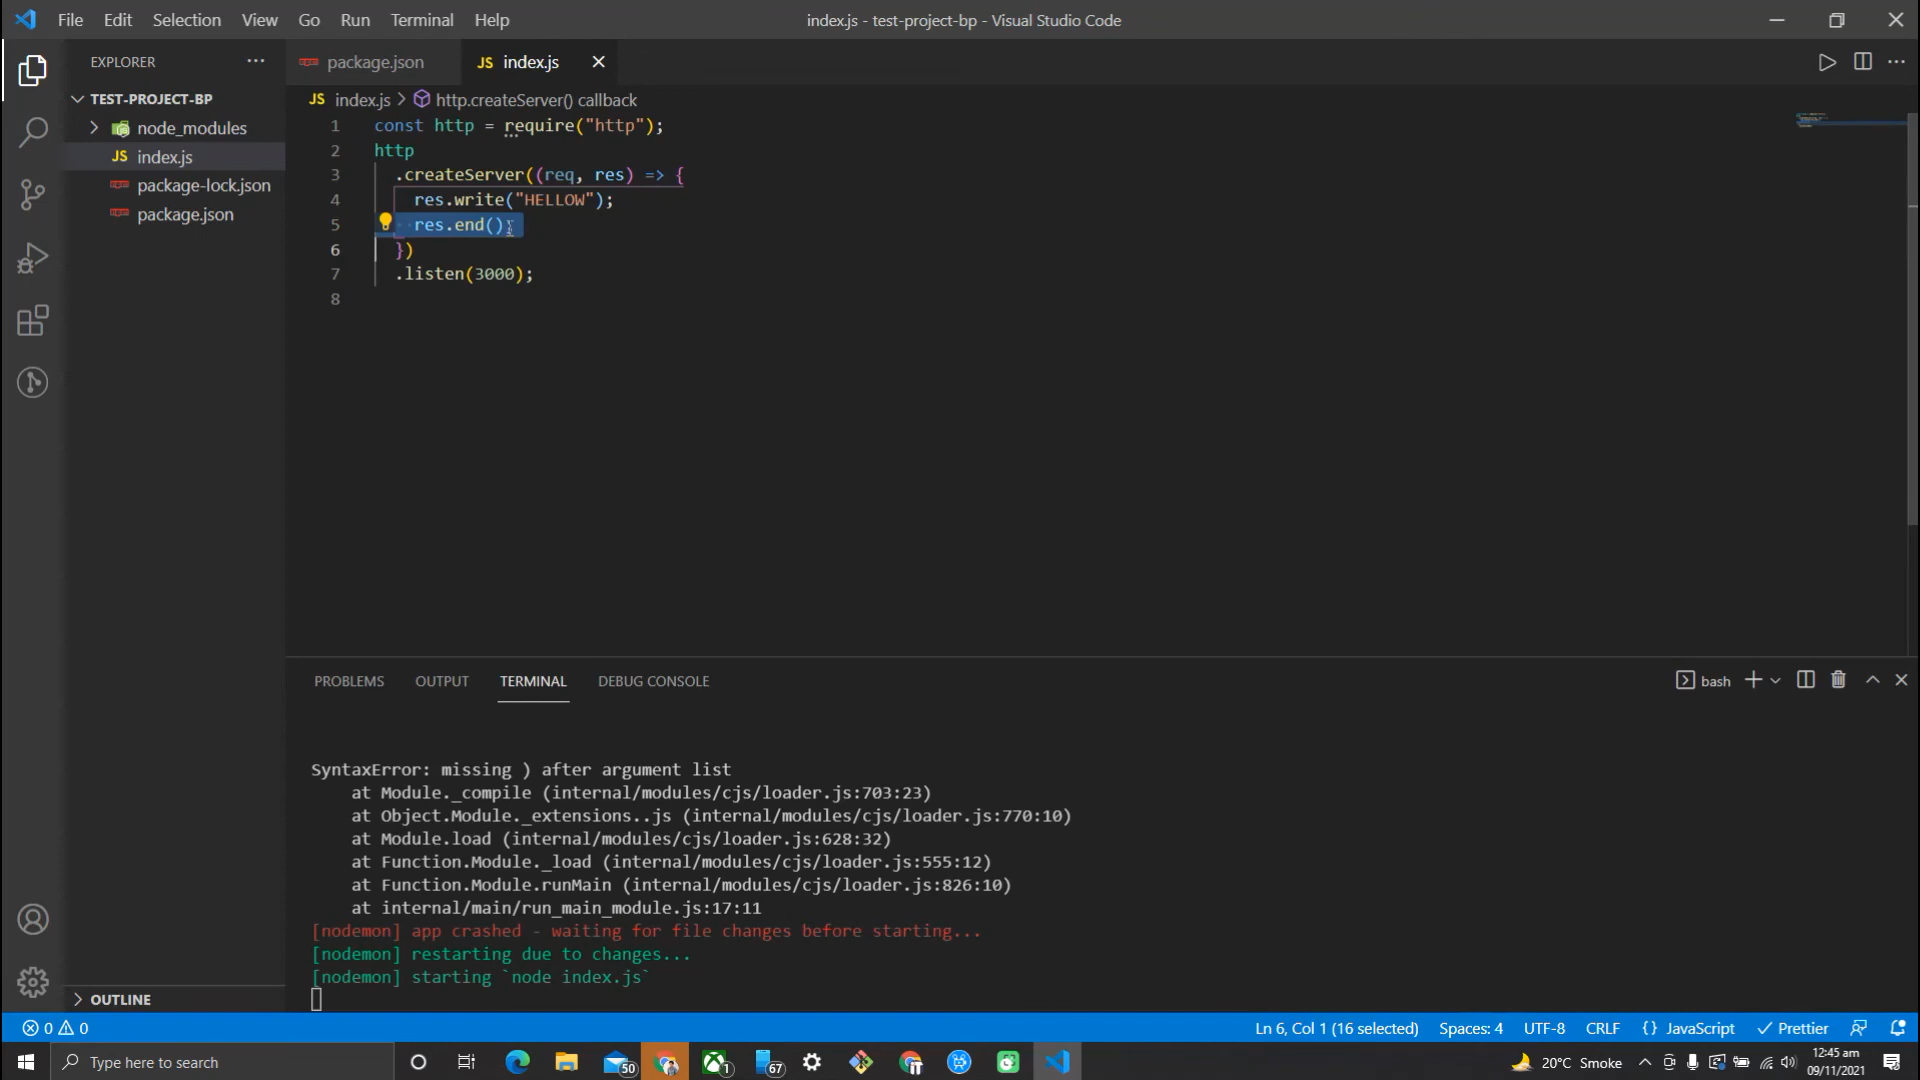 File Edit Selection View Go Run Terminal Help
index.js - test-project-bp - Visual Studio Code
EXPLORER
TEST-PROJECT-BP
node_modules
JS index.js
package-lock.json
package.json
OUTLINE
package.json
JS index.js
JS index.js > http.createServer() callback
1 const http = require("http");
2 http
3 .createServer((req, res) => {
4 res.write("HELLOW");
5 res.end();
6 })
7 .listen(3000);
8
PROBLEMS OUTPUT TERMINAL DEBUG CONSOLE
bash
SyntaxError: missing ) after argument list
at Module._compile (internal/modules/cjs/loader.js:703:23)
at Object.Module._extensions..js (internal/modules/cjs/loader.js:770:10)
at Module.load (internal/modules/cjs/loader.js:628:32)
at Function.Module._load (internal/modules/cjs/loader.js:555:12)
at Function.Module.runMain (internal/modules/cjs/loader.js:826:10)
at internal/main/run_main_module.js:17:11
[nodemon] app crashed - waiting for file changes before starting...
[nodemon] restarting due to changes...
[nodemon] starting `node index.js`
0 0
Ln 6, Col 1 (16 selected) Spaces: 4 UTF-8 CRLF {} JavaScript Prettier
Type here to search
50
1
67
20°C Smoke
12:45 am
09/11/2021